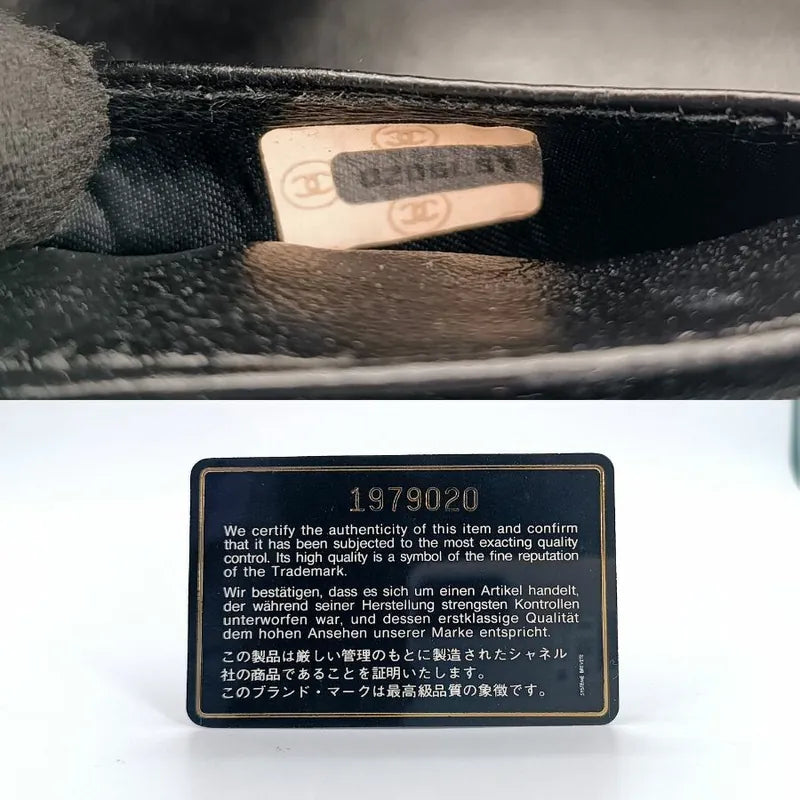 1979020
We certify the authenticity of this item and confirm
that it has been subjected to the most exacting quality
control. Its high quality is a symbol of the fine reputation
of the Trademark.
Wir bestätigen, dass es sich um einen Artikel handelt,
der während seiner Herstellung strengsten Kontrollen
unterworfen war, und dessen erstklassige Qualität
dem hohen Ansehen unserer Marke entspricht.
この製品は厳しい管理のもとに製造されたシャネル
社の商品であることを証明いたします。
このブランド・マークは最高級品質の象徴です。
SYSTEME BREVETE